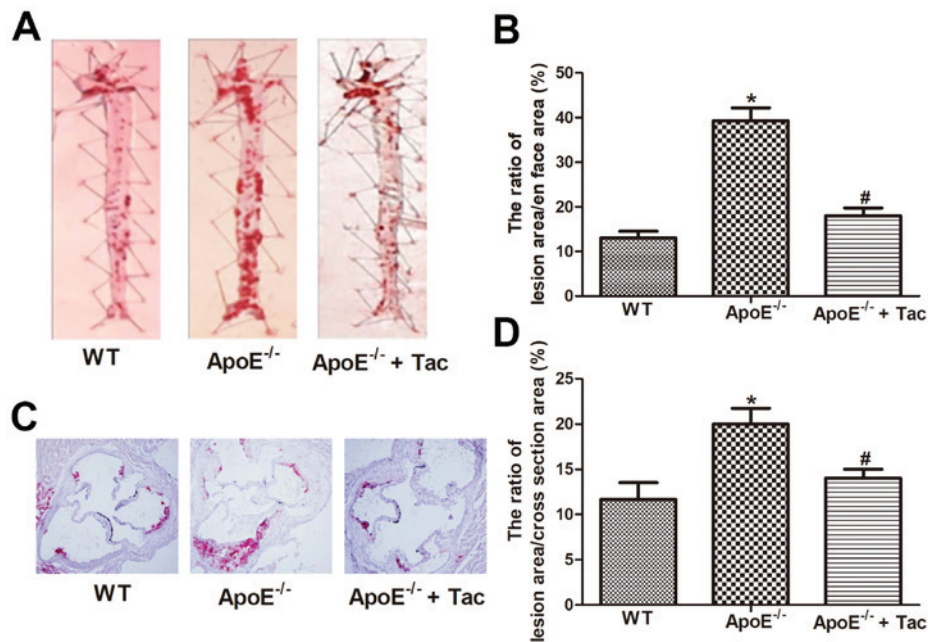 A
WT
ApoE-/-
ApoE-/- + Tac
B
The ratio of
lesion area/en face area (%)
50
40
30
20
10
0
*
#
WT
ApoE-/-
ApoE-/- + Tac
C
WT
ApoE-/-
ApoE-/- + Tac
D
The ratio of
lesion area/cross section area (%)
25
20
15
10
5
0
*
#
WT
ApoE-/-
ApoE-/- + Tac